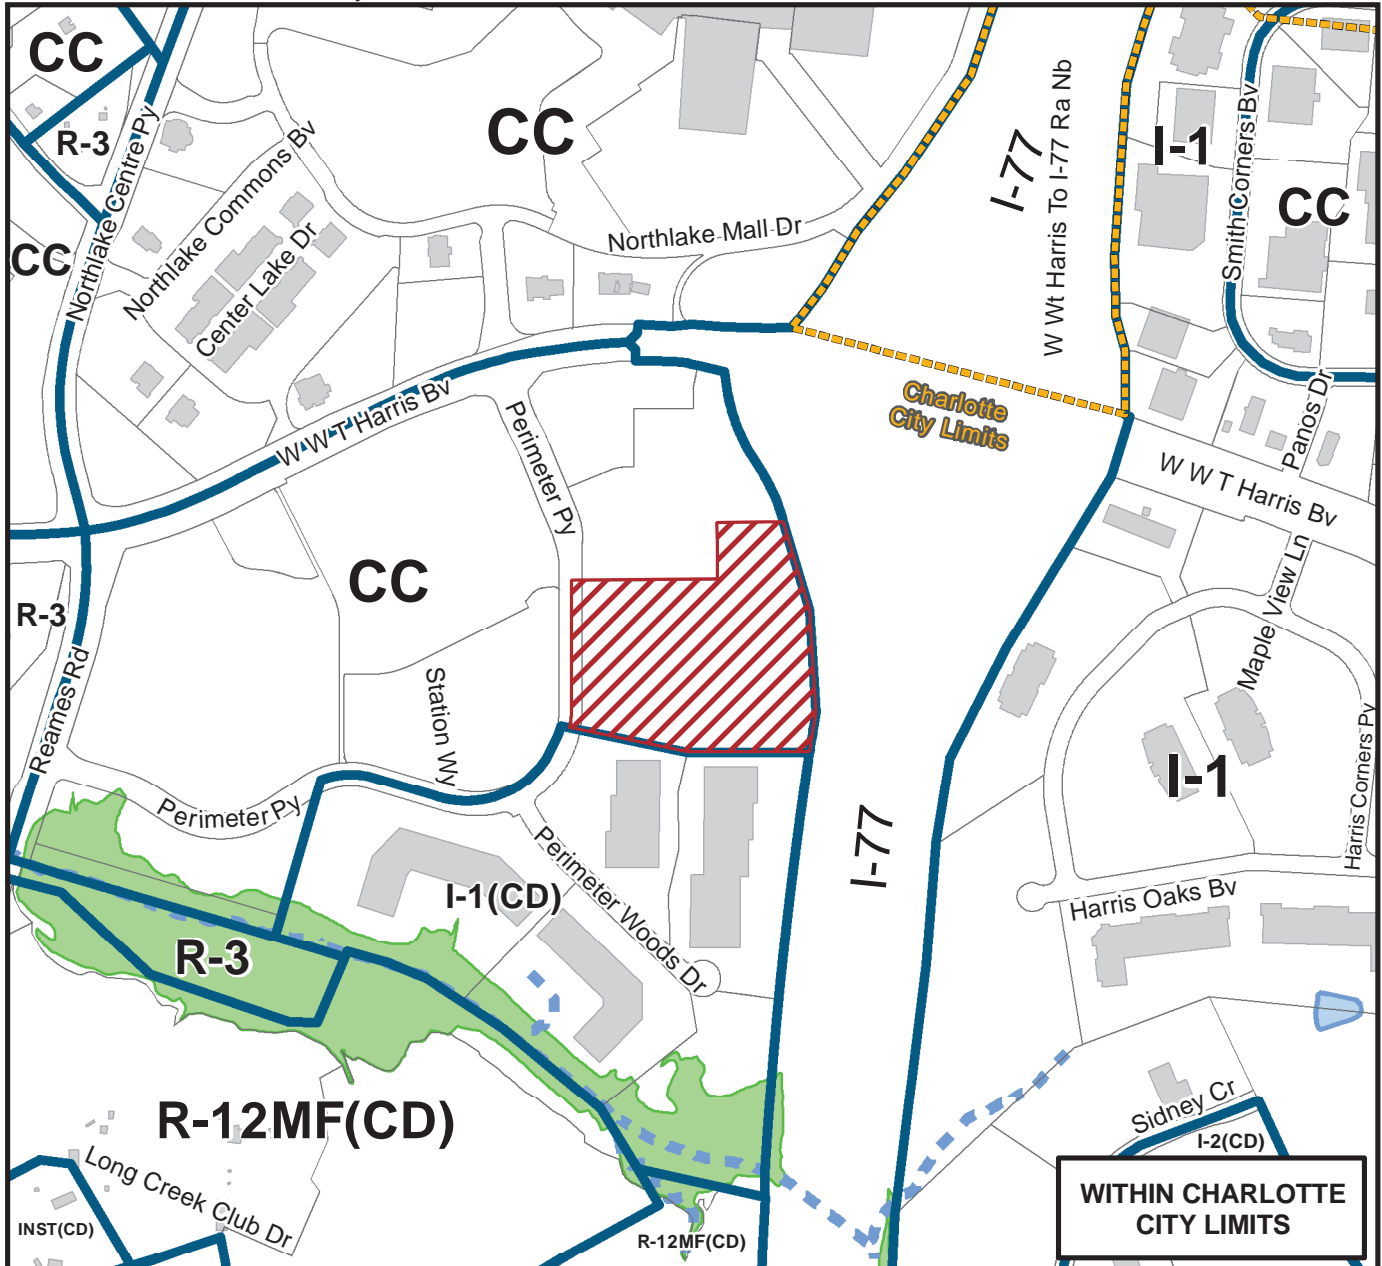 CC
R-3
CC
Northlake Centre Py
Northlake Commons Bv
Center Lake Dr
CC
Northlake Mall Dr
I-77
W Wt Harris To I-77 Ra Nb
I-1
Smith Corners Bv
CC
Charlotte
City Limits
Panos Dr
W W T Harris Bv
W W T Harris Bv
Perimeter Py
CC
R-3
Reames Rd
Station Wy
Perimeter Py
Maple View Ln
I-1
Harris Corners Py
I-77
Harris Oaks Bv
I-1(CD)
Perimeter Woods Dr
R-3
R-12MF(CD)
Long Creek Club Dr
INST(CD)
R-12MF(CD)
Sidney Cr
I-2(CD)
WITHIN CHARLOTTE
CITY LIMITS